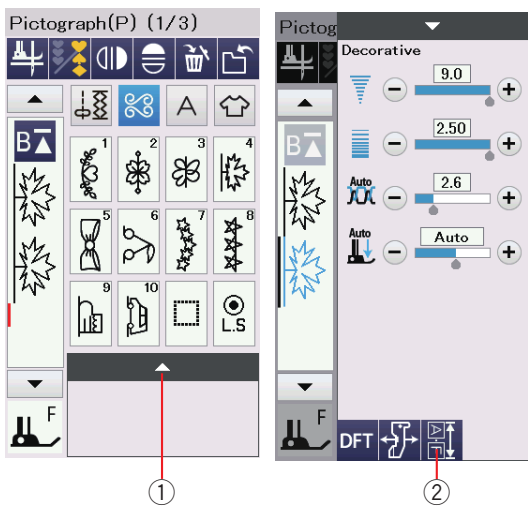 Pictograph(P) (1/3)
A
B
1
2
3
4
5
6
7
8
9
10
L.S
F
①
Pictog
Decorative
9.0
B
2.50
Auto
2.6
Auto
Auto
F
DFT
A
E
②